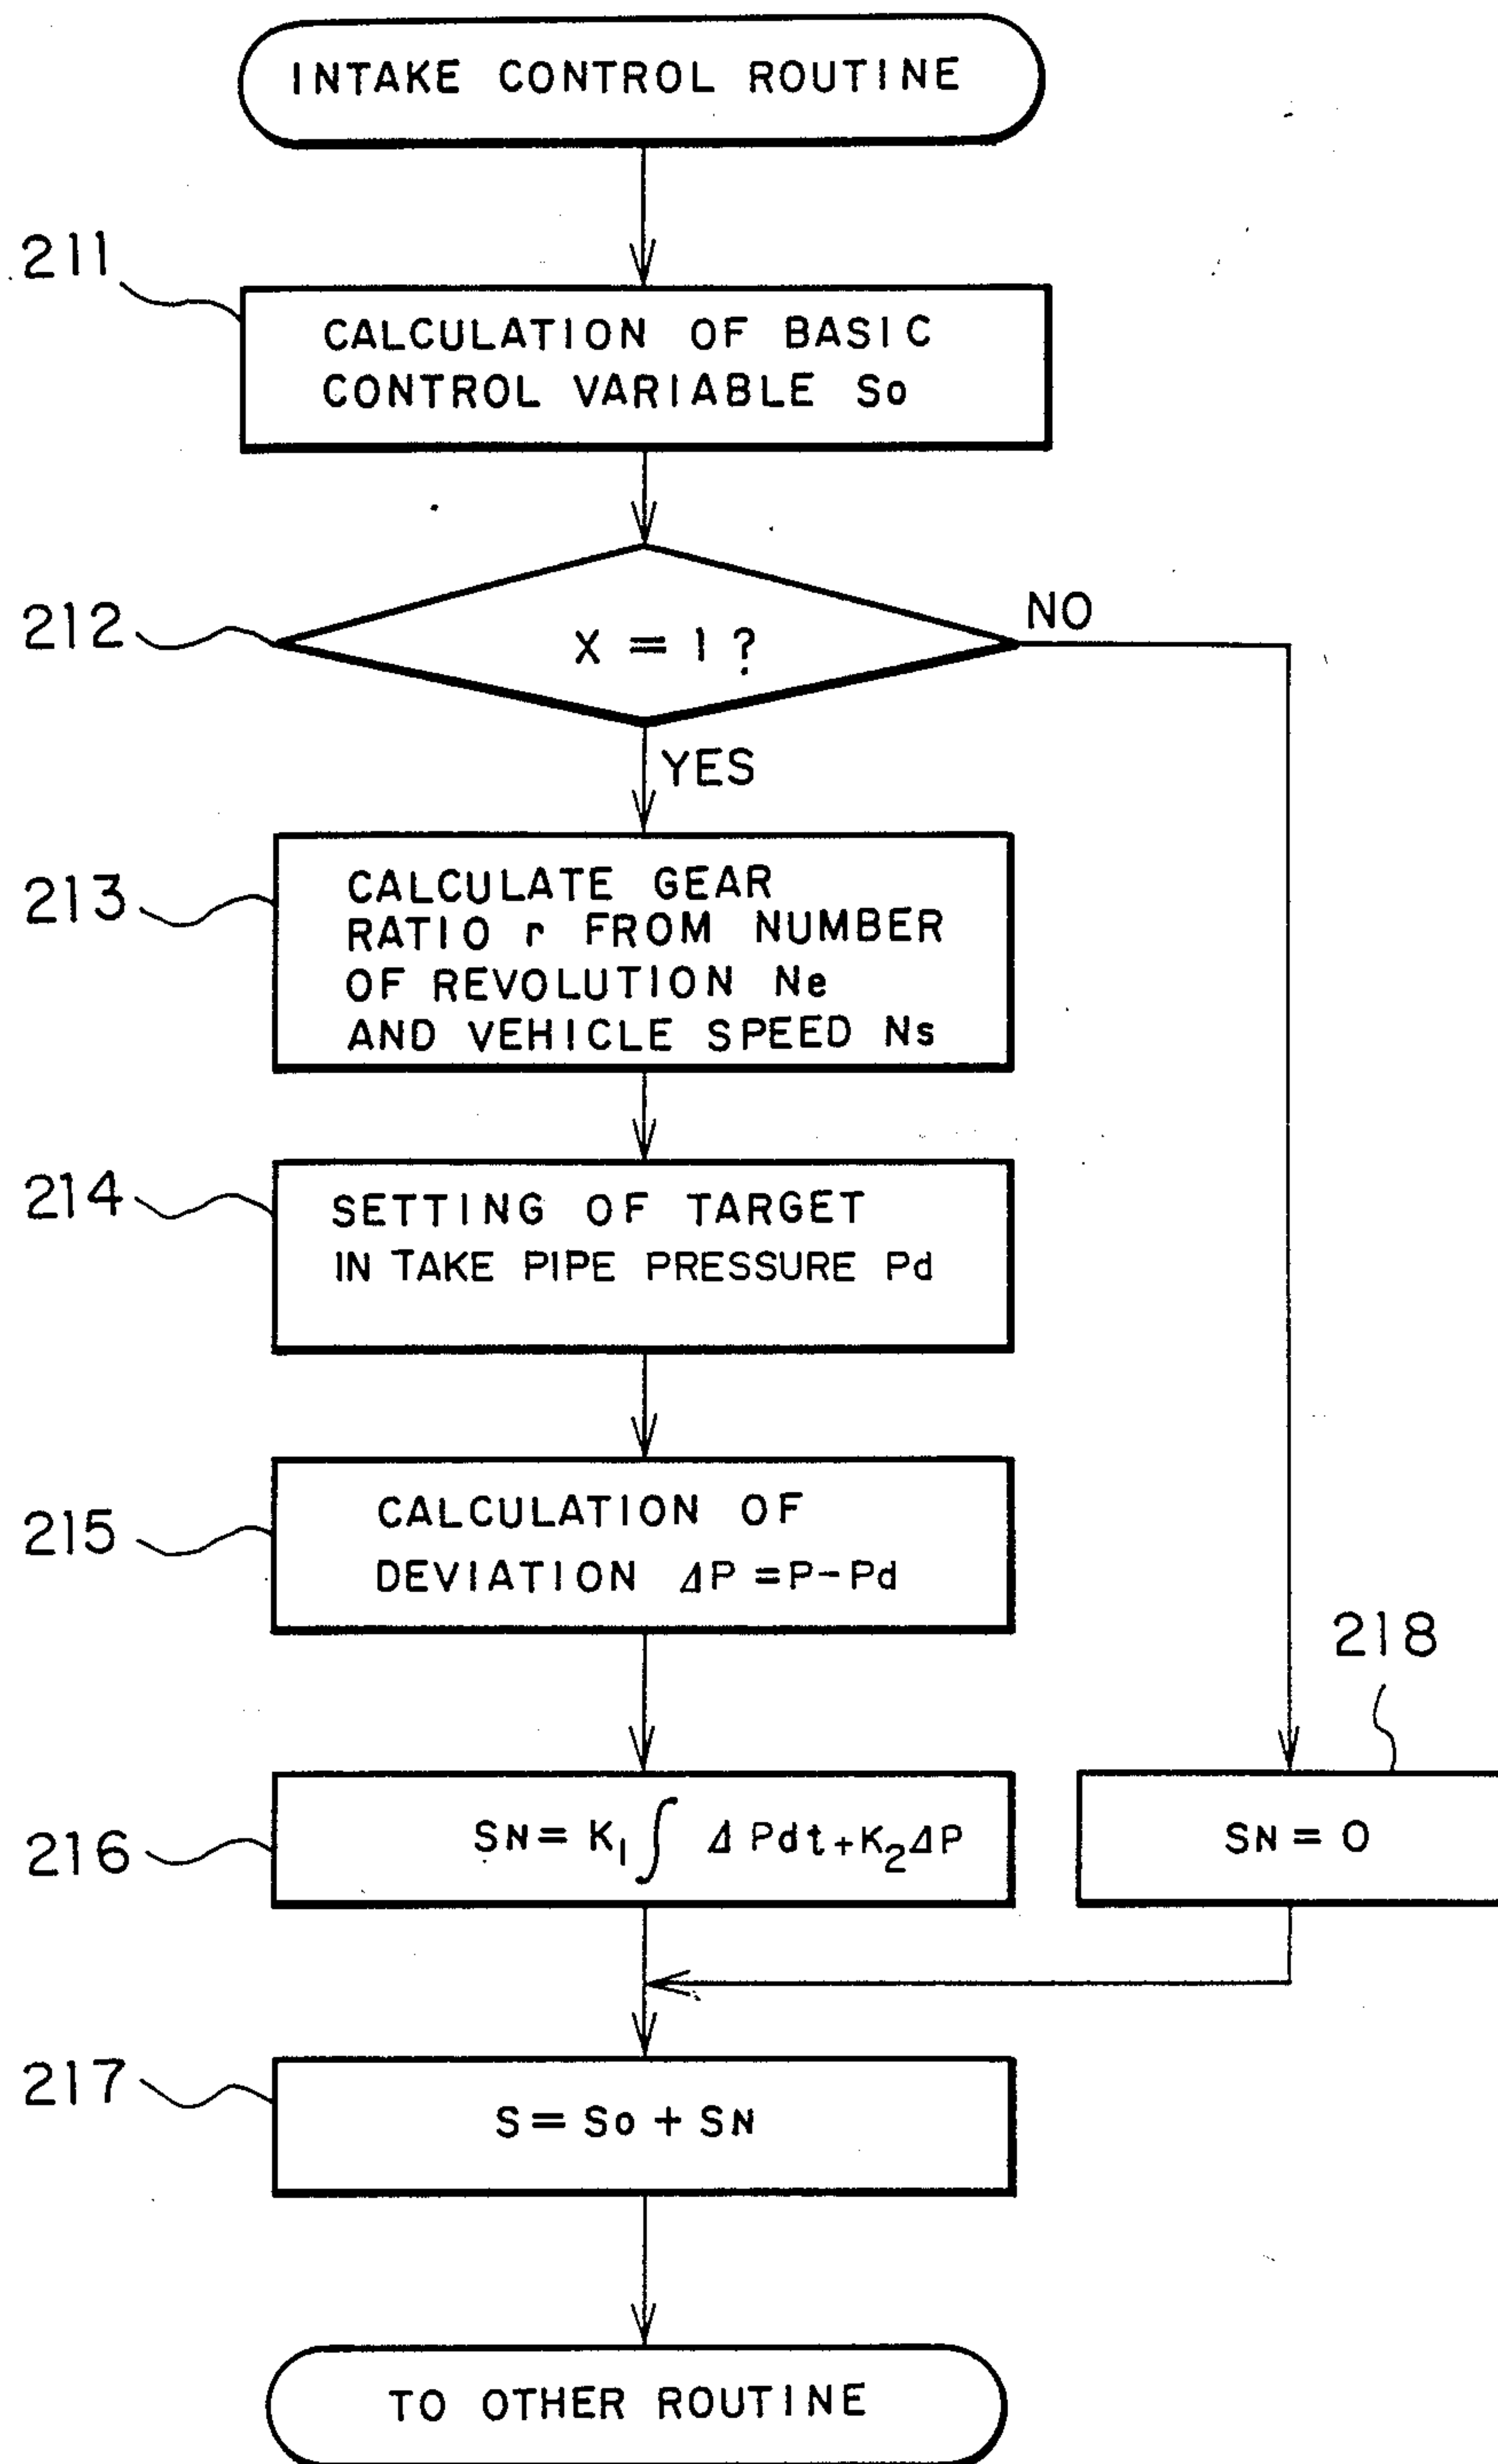 INTAKE CONTROL ROUTINE
211
CALCULATION OF BASIC
CONTROL VARIABLE So
212
X = 1 ?
NO
YES
213
CALCULATE GEAR
RATIO r FROM NUMBER
OF REVOLUTION Ne
AND VEHICLE SPEED Ns
214
SETTING OF TARGET
IN TAKE PIPE PRESSURE Pd
215
CALCULATION OF
DEVIATION ΔP = P - Pd
218
216
SN = K₁∫ ΔPdt + K₂ΔP
SN = 0
217
S = So + SN
TO OTHER ROUTINE